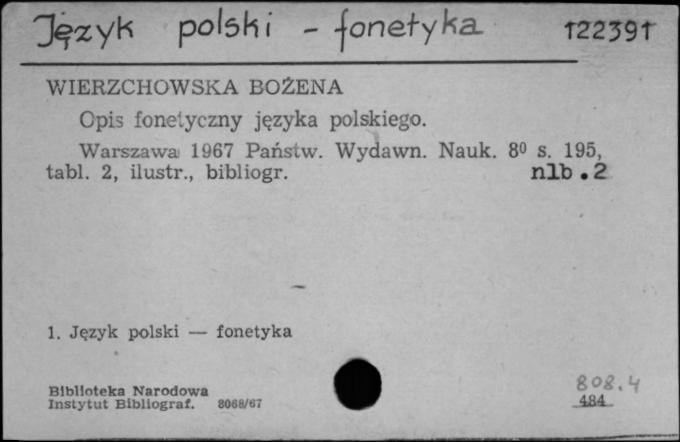 Język polski - fonetyka 122391
WIERZCHOWSKA BOŻENA
Opis fonetyczny języka polskiego.
Warszawa 1967 Państw. Wydawn. Nauk. 8⁰ s. 195,
tabl. 2, ilustr., bibliogr. nlb.2
1. Język polski — fonetyka
808.4
Biblioteka Narodowa
Instytut Bibliograf. 8068/67
484